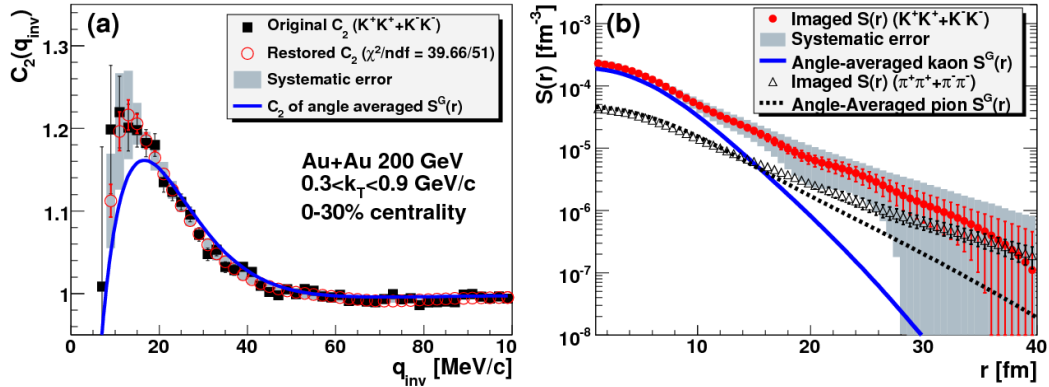 (a)
Original C₂ (K⁺K⁺+K⁻K⁻)
Restored C₂ (χ²/ndf = 39.66/51)
Systematic error
C₂ of angle averaged Sᴳ(r)
Au+Au 200 GeV
0.3<k_T<0.9 GeV/c
0-30% centrality
C₂(q_inv)
1.3
1.2
1.1
1
0 20 40 60 80 100
q_inv [MeV/c]
(b)
Imaged S(r) (K⁺K⁺+K⁻K⁻)
Systematic error
Angle-averaged kaon Sᴳ(r)
Imaged S(r) (π⁺π⁺+π⁻π⁻)
Angle-Averaged pion Sᴳ(r)
S(r) [fm⁻³]
10⁻³
10⁻⁴
10⁻⁵
10⁻⁶
10⁻⁷
10⁻⁸
10 20 30 40
r [fm]